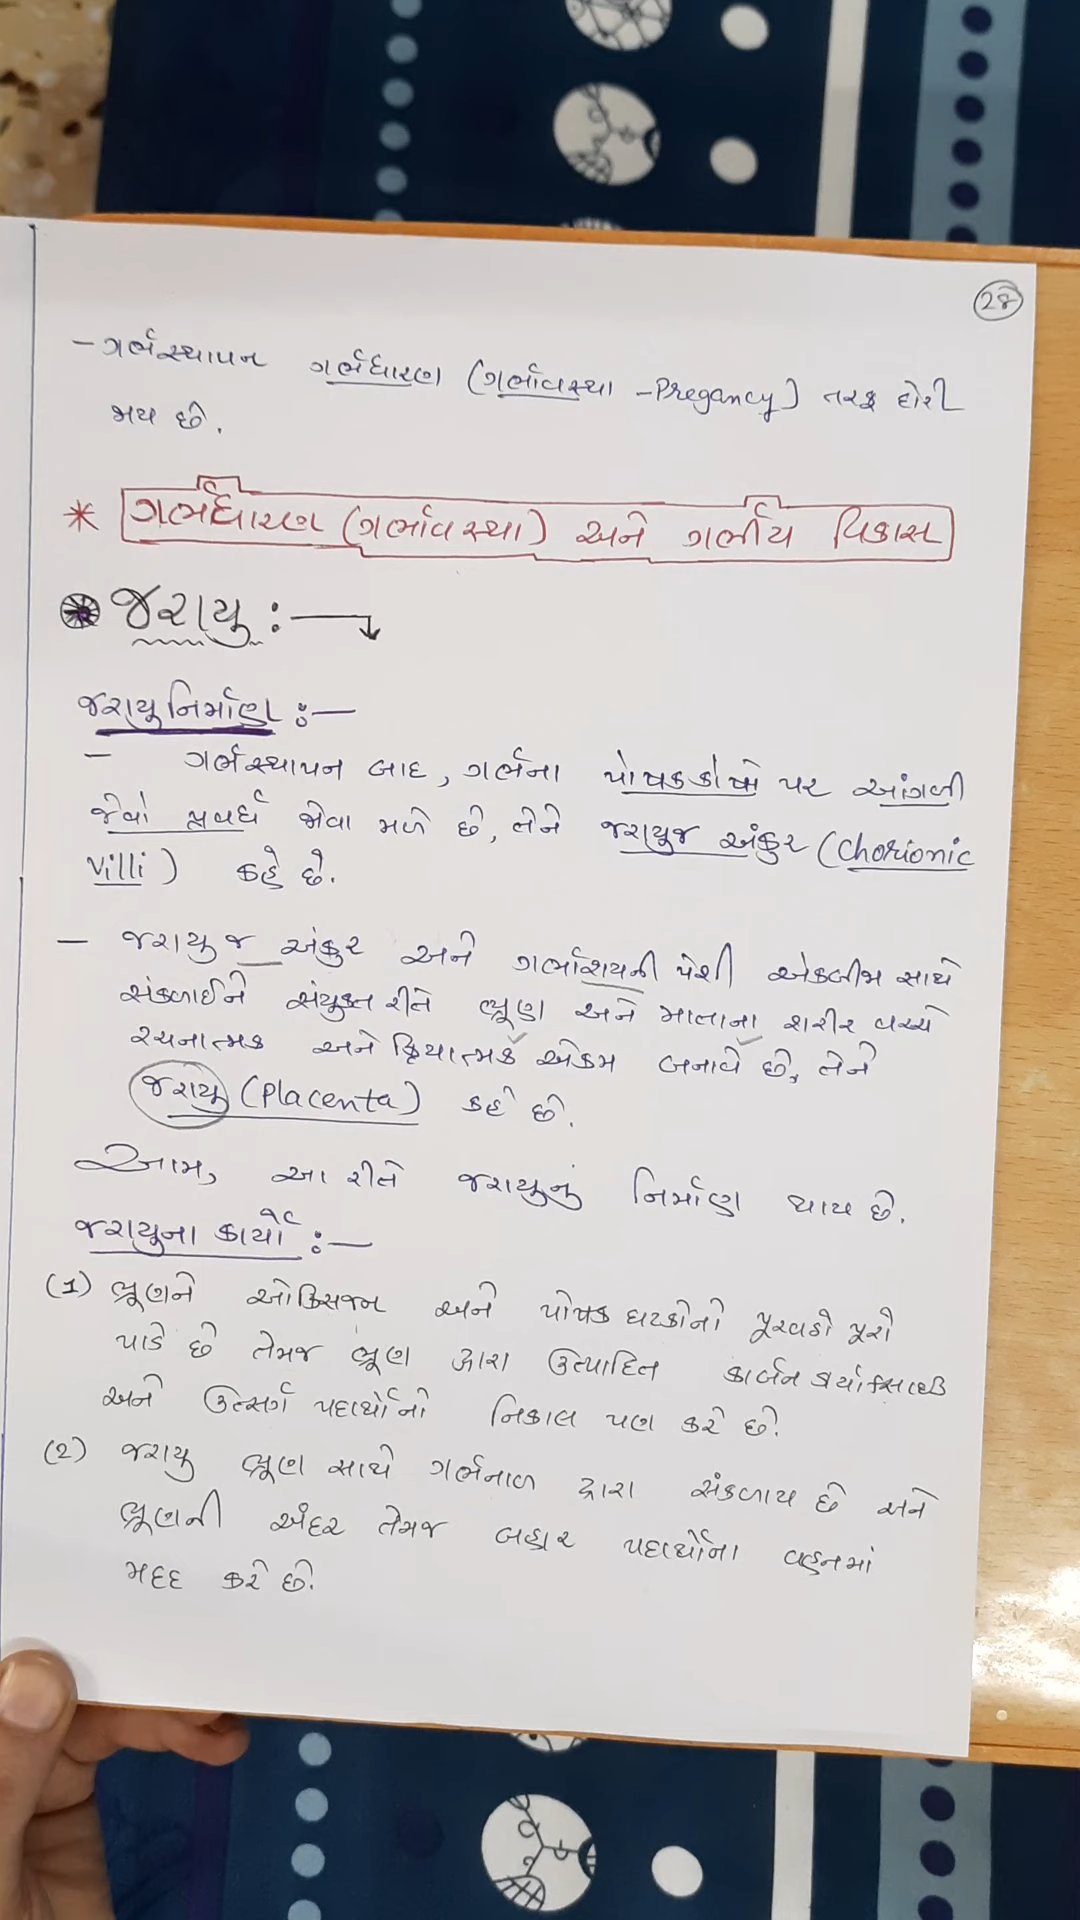 28
- ગર્ભસ્થાપન ગર્ભધારણ (ગર્ભાવસ્થા - Pregancy) તરફ દોરી
જાય છે.
* ગર્ભધારણ (ગર્ભાવસ્થા) અને ગર્ભીય વિકાસ
જરાયુ :—
જરાયુ નિર્માણ :—
- ગર્ભસ્થાપન બાદ, ગર્ભના પોષકકોષો પર આંગળી
જેવો પ્રવર્ધ જોવા મળે છે, તેને જરાયુજ અંકુર (Chorionic
Villi) કહે છે.
- જરાયુજ અંકુર અને ગર્ભાશયની પેશી એકબીજા સાથે
સંકળાઈને સંયુક્ત રીતે ભ્રૂણ અને માતાના શરીર વચ્ચે
રચનાત્મક અને ક્રિયાત્મક એકમ બનાવે છે, તેને
જરાયુ (Placenta) કહે છે.
આમ, આ રીતે જરાયુનું નિર્માણ થાય છે.
જરાયુના કાર્યો :—
(1) ભ્રૂણને ઓક્સિજન અને પોષક ઘટકોનો પૂરવઠો પૂરો
પાડે છે તેમજ ભ્રૂણ દ્વારા ઉત્પાદિત કાર્બન ડાયોક્સાઇડ
અને ઉત્સર્ગ પદાર્થોનો નિકાલ પણ કરે છે.
(2) જરાયુ ભ્રૂણ સાથે ગર્ભનાળ દ્વારા સંકળાય છે અને
ભ્રૂણની અંદર તેમજ બહાર પદાર્થોના વહનમાં
મદદ કરે છે.